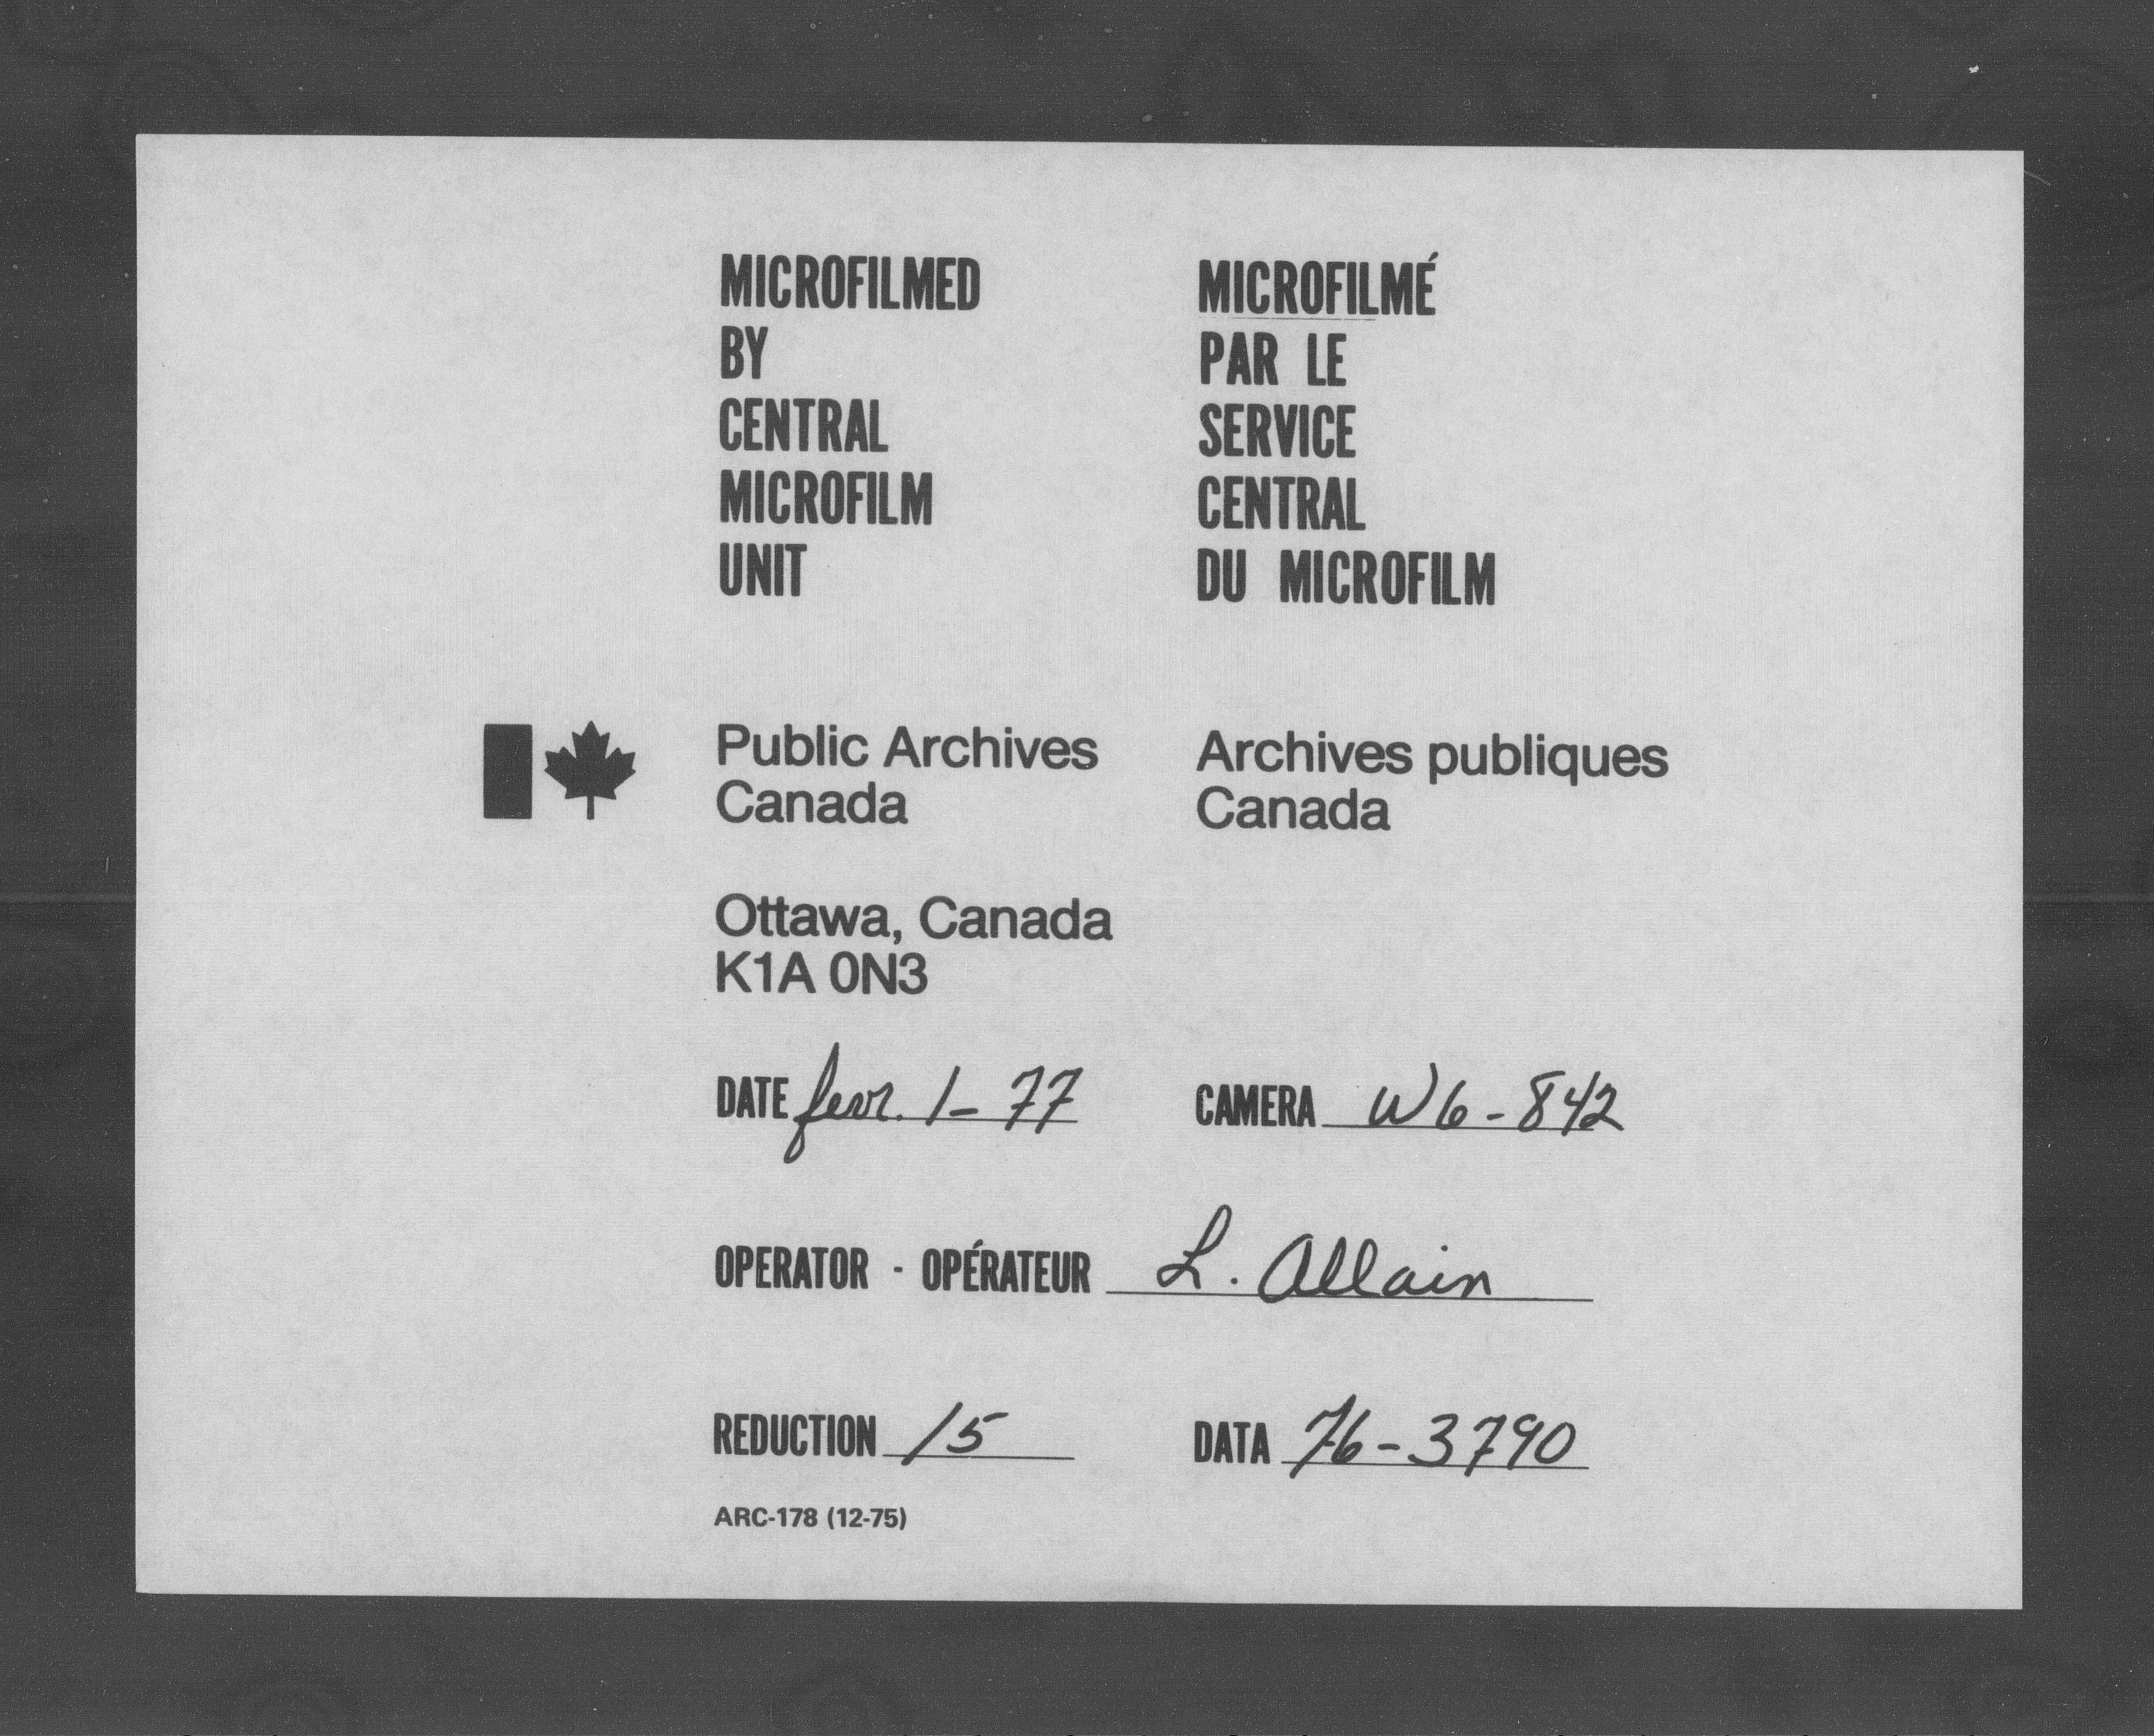 MICROFILMED
BY
CENTRAL
MICROFILM
UNIT
MICROFILMÉ
PAR LE
SERVICE
CENTRAL
DU MICROFILM
Public Archives
Canada
Archives publiques
Canada
Ottawa, Canada
K1A 0N3
DATE fevr. 1-77
CAMERA W6-842
OPERATOR - OPÉRATEUR L. Allain
REDUCTION 15
DATA 76-3790
ARC-178 (12-75)